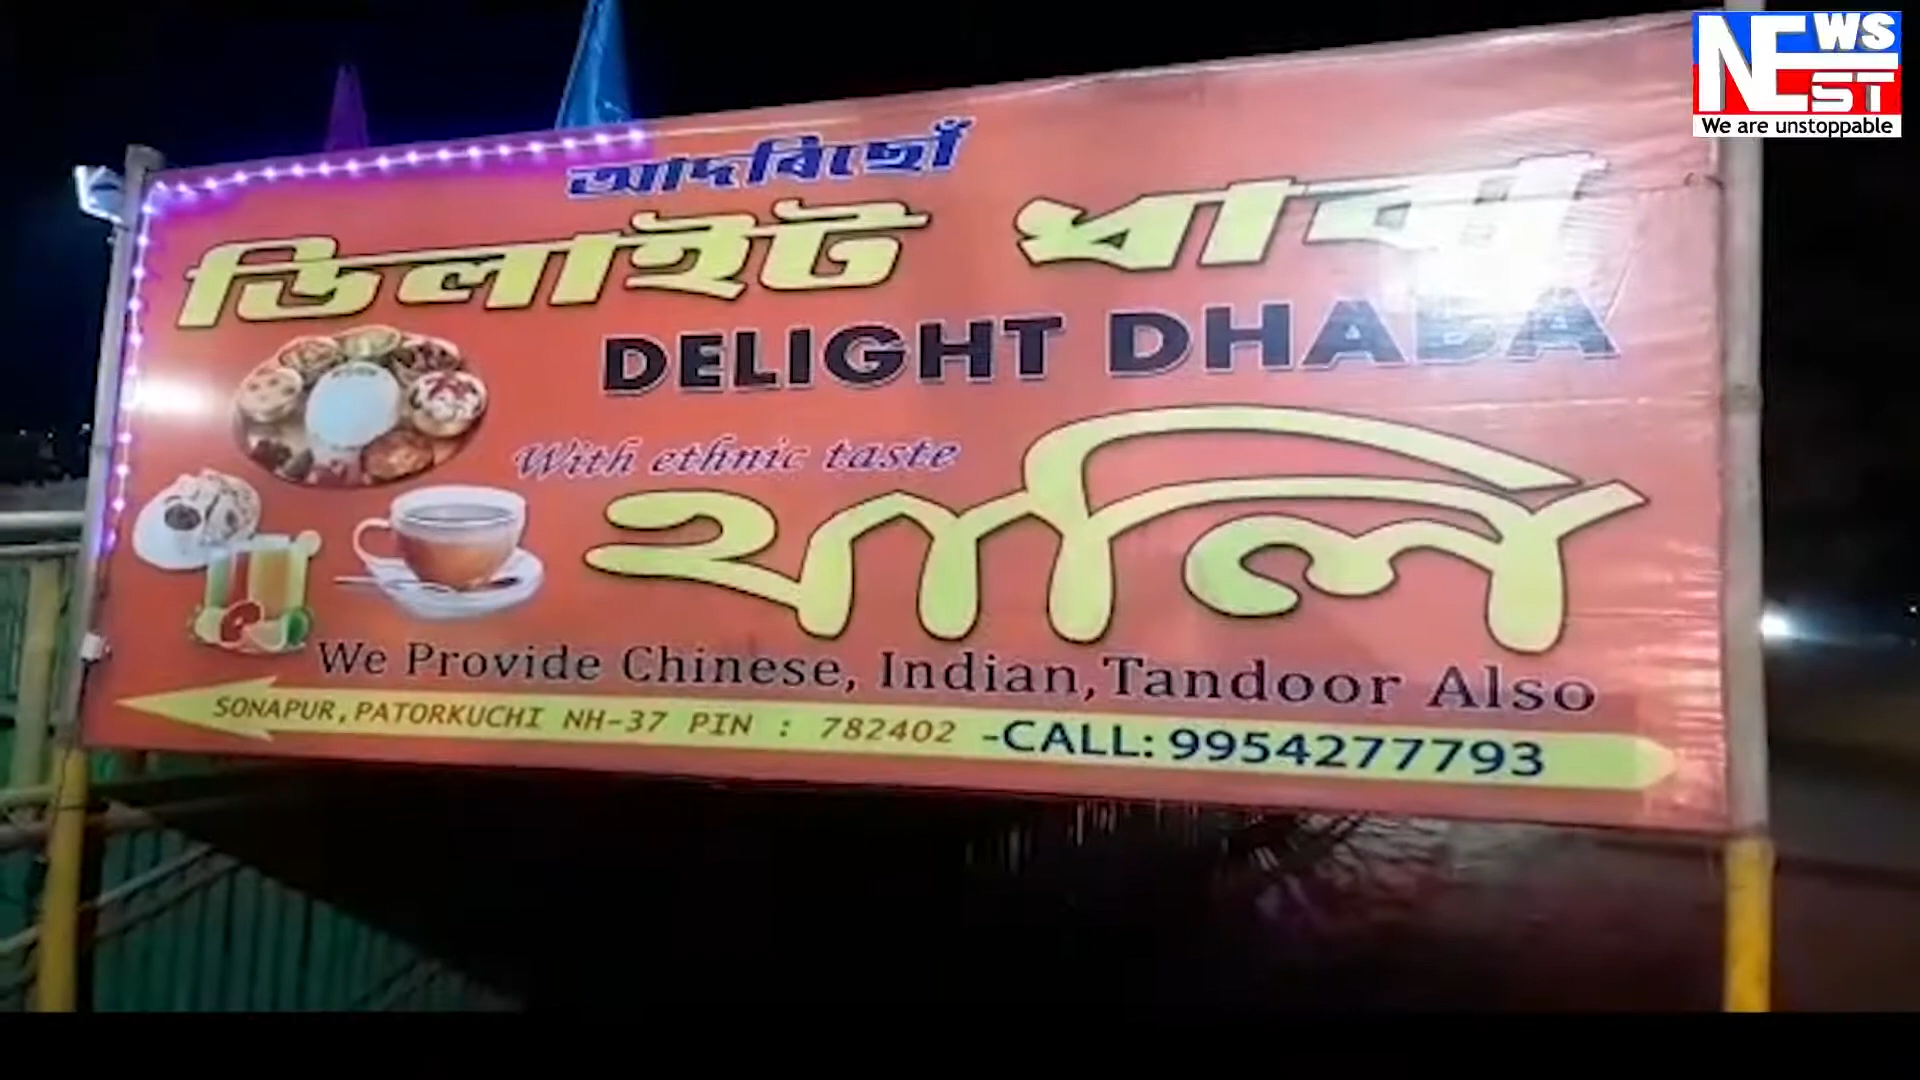 NEWS
EST
We are unstoppable
আদৰিছোঁ
ডিলাইট ধাবা
DELIGHT DHABA
With ethnic taste
থালি
We Provide Chinese, Indian,Tandoor Also
SONAPUR,PATORKUCHI NH-37 PIN : 782402 -CALL: 9954277793